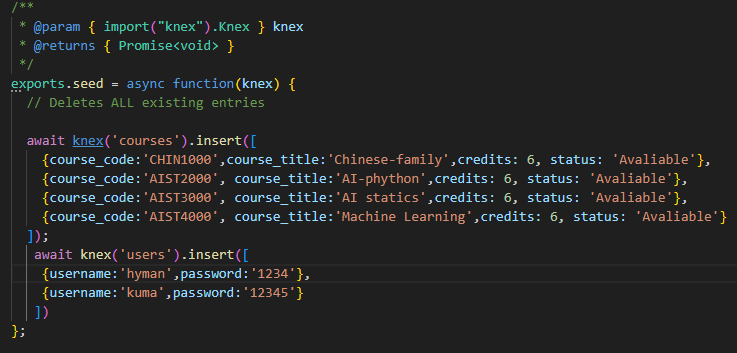 /**
 * @param { import("knex").Knex } knex
 * @returns { Promise<void> }
 */
exports.seed = async function(knex) {
  // Deletes ALL existing entries
  await knex('courses').insert([
    {course_code:'CHIN1000',course_title:'Chinese-family',credits: 6, status: 'Avaliable'},
    {course_code:'AIST2000', course_title:'AI-phython',credits: 6, status: 'Avaliable'},
    {course_code:'AIST3000', course_title:'AI statics',credits: 6, status: 'Avaliable'},
    {course_code:'AIST4000', course_title:'Machine Learning',credits: 6, status: 'Avaliable'}
  ]);
   await knex('users').insert([
    {username:'hyman',password:'1234'},
    {username:'kuma',password:'12345'}
   ])
};